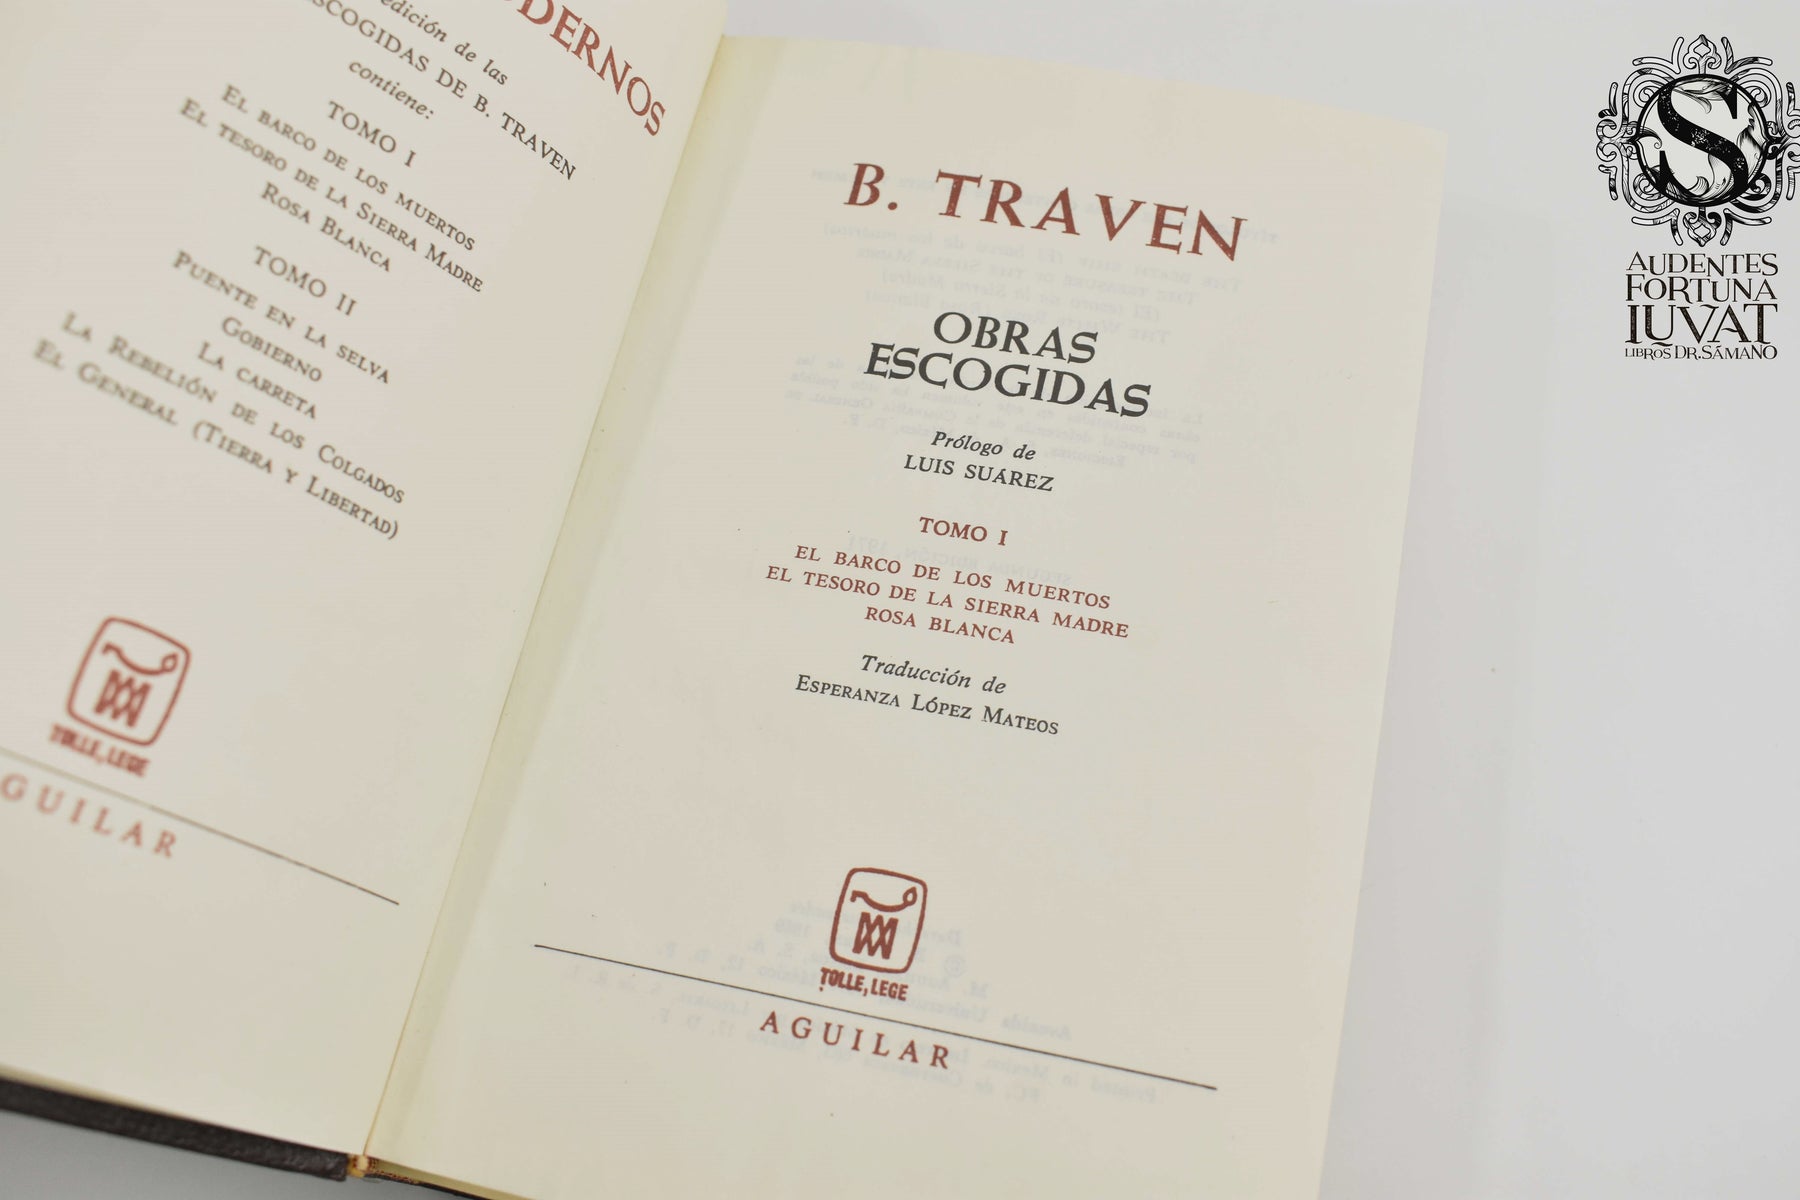 DERNOS
edición de las
ESCOGIDAS DE B. TRAVEN
contiene:
TOMO I
EL BARCO DE LOS MUERTOS
EL TESORO DE LA SIERRA MADRE
ROSA BLANCA
TOMO II
PUENTE EN LA SELVA
GOBIERNO
LA CARRETA
LA REBELIÓN DE LOS COLGADOS
EL GENERAL (TIERRA Y LIBERTAD)
TOLLE, LEGE
GUILAR
B. TRAVEN
OBRAS
ESCOGIDAS
Prólogo de
LUIS SUÁREZ
TOMO I
EL BARCO DE LOS MUERTOS
EL TESORO DE LA SIERRA MADRE
ROSA BLANCA
Traducción de
ESPERANZA LÓPEZ MATEOS
TOLLE, LEGE
AGUILAR
S
AUDENTES
FORTUNA
IUVAT
LIBROS DR. SÁMANO